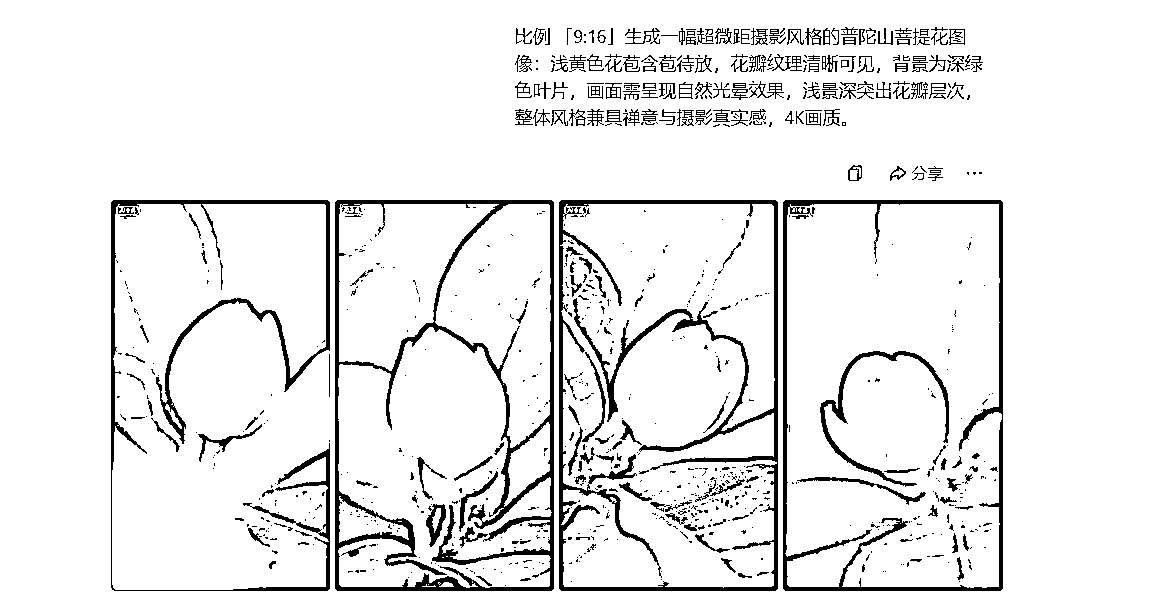 比例 「9:16」生成一幅超微距摄影风格的普陀山菩提花图
像：浅黄色花苞含苞待放，花瓣纹理清晰可见，背景为深绿
色叶片，画面需呈现自然光晕效果，浅景深突出花瓣层次，
整体风格兼具禅意与摄影真实感，4K画质。
分享